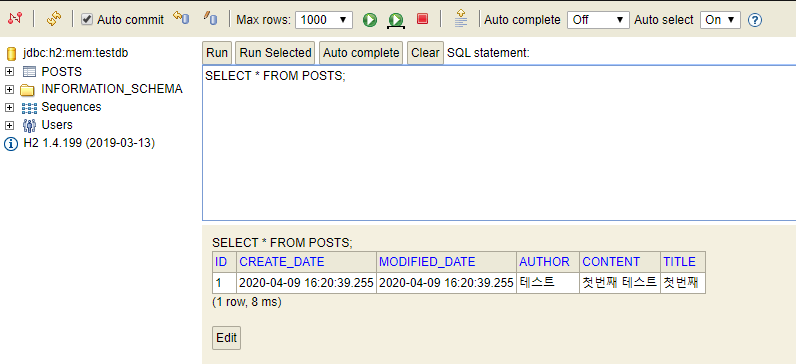 Auto commit Max rows: 1000 Auto complete Off Auto select On
jdbc:h2:mem:testdb
POSTS
INFORMATION_SCHEMA
Sequences
Users
H2 1.4.199 (2019-03-13)
Run Run Selected Auto complete Clear SQL statement:
SELECT * FROM POSTS;
SELECT * FROM POSTS;
ID CREATE_DATE MODIFIED_DATE AUTHOR CONTENT TITLE
1 2020-04-09 16:20:39.255 2020-04-09 16:20:39.255 테스트 첫번째 테스트 첫번째
(1 row, 8 ms)
Edit